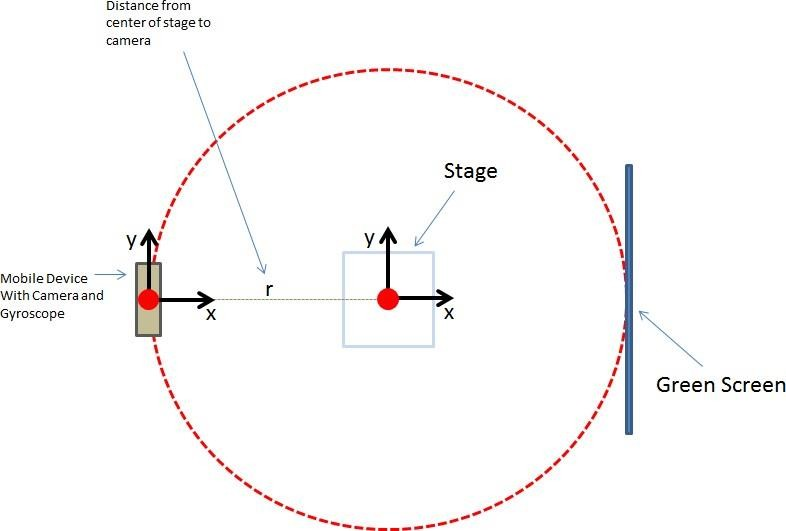 Distance from
center of stage to
camera
Stage
y
y
Mobile Device
With Camera and
Gyroscope
r
x
x
Green Screen